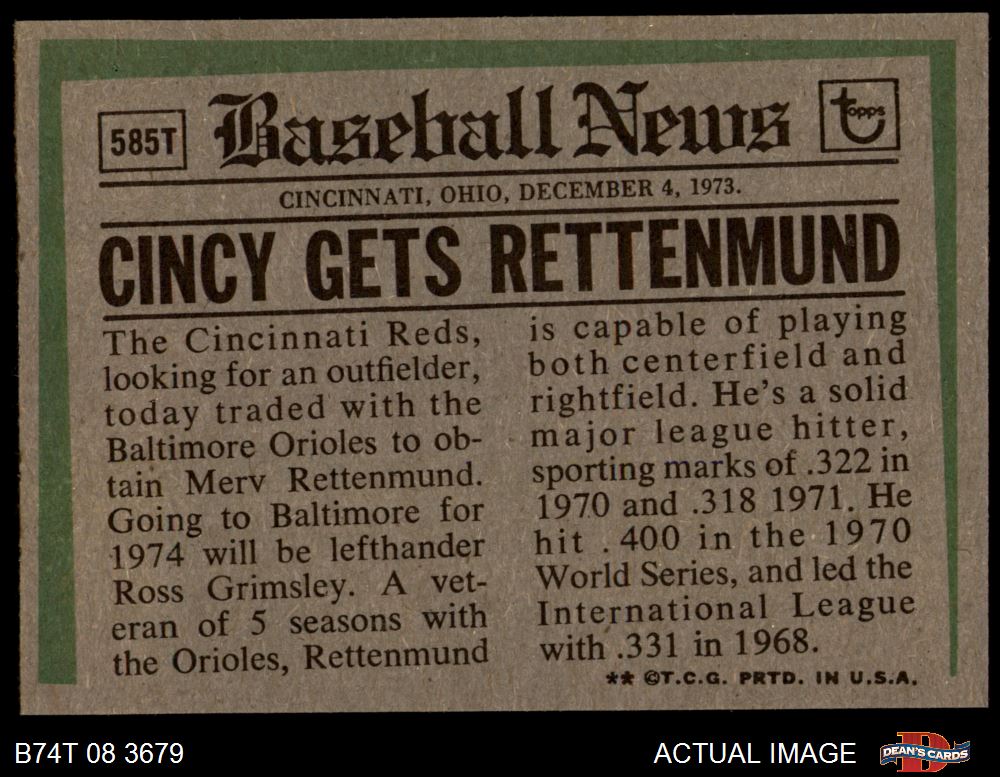 585T
Baseball News
topps
CINCINNATI, OHIO, DECEMBER 4, 1973.
CINCY GETS RETTENMUND
The Cincinnati Reds,
looking for an outfielder,
today traded with the
Baltimore Orioles to ob-
tain Merv Rettenmund.
Going to Baltimore for
1974 will be lefthander
Ross Grimsley. A vet-
eran of 5 seasons with
the Orioles, Rettenmund
is capable of playing
both centerfield and
rightfield. He's a solid
major league hitter,
sporting marks of .322 in
1970 and .318 1971. He
hit .400 in the 1970
World Series, and led the
International League
with .331 in 1968.
** ©T.C.G. PRTD. IN U.S.A.
B74T 08 3679
ACTUAL IMAGE
DEAN'S CARDS